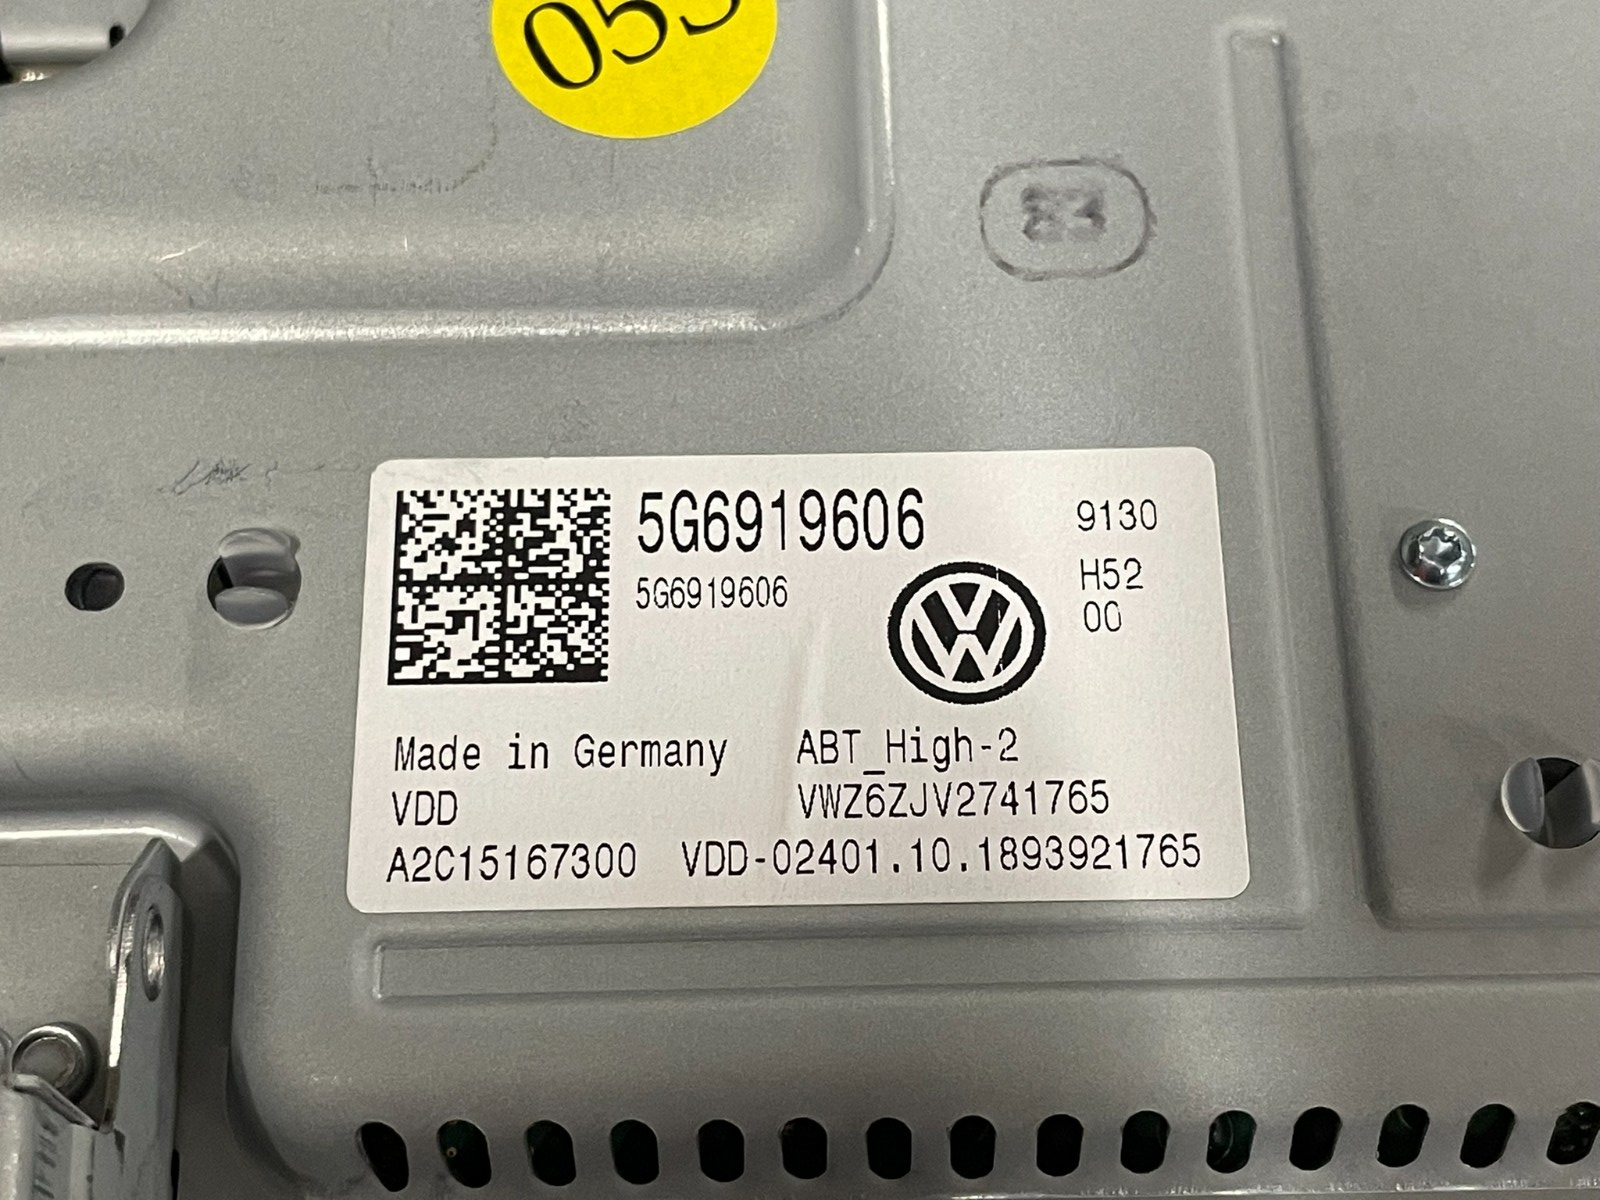 5G6919606
9130
5G6919606
H52
00
Made in Germany
ABT_High-2
VDD
VWZ6ZJV2741765
A2C15167300 VDD-02401.10.1893921765